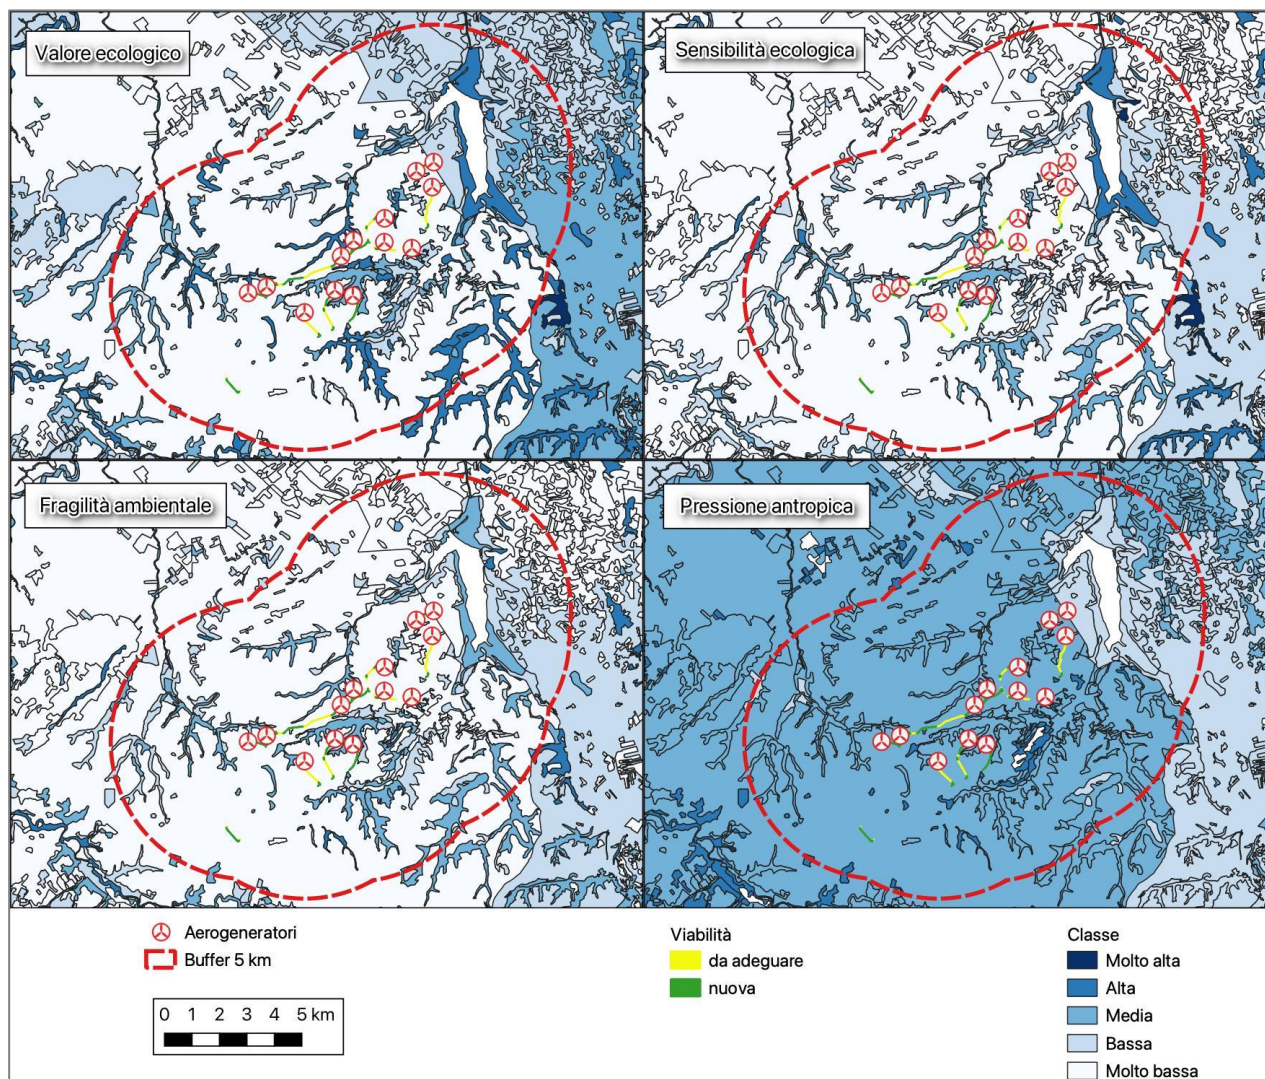 Valore ecologico
Sensibilità ecologica
Fragilità ambientale
Pressione antropica
Aerogeneratori
Buffer 5 km
0 1 2 3 4 5 km
Viabilità
da adeguare
nuova
Classe
Molto alta
Alta
Media
Bassa
Molto bassa